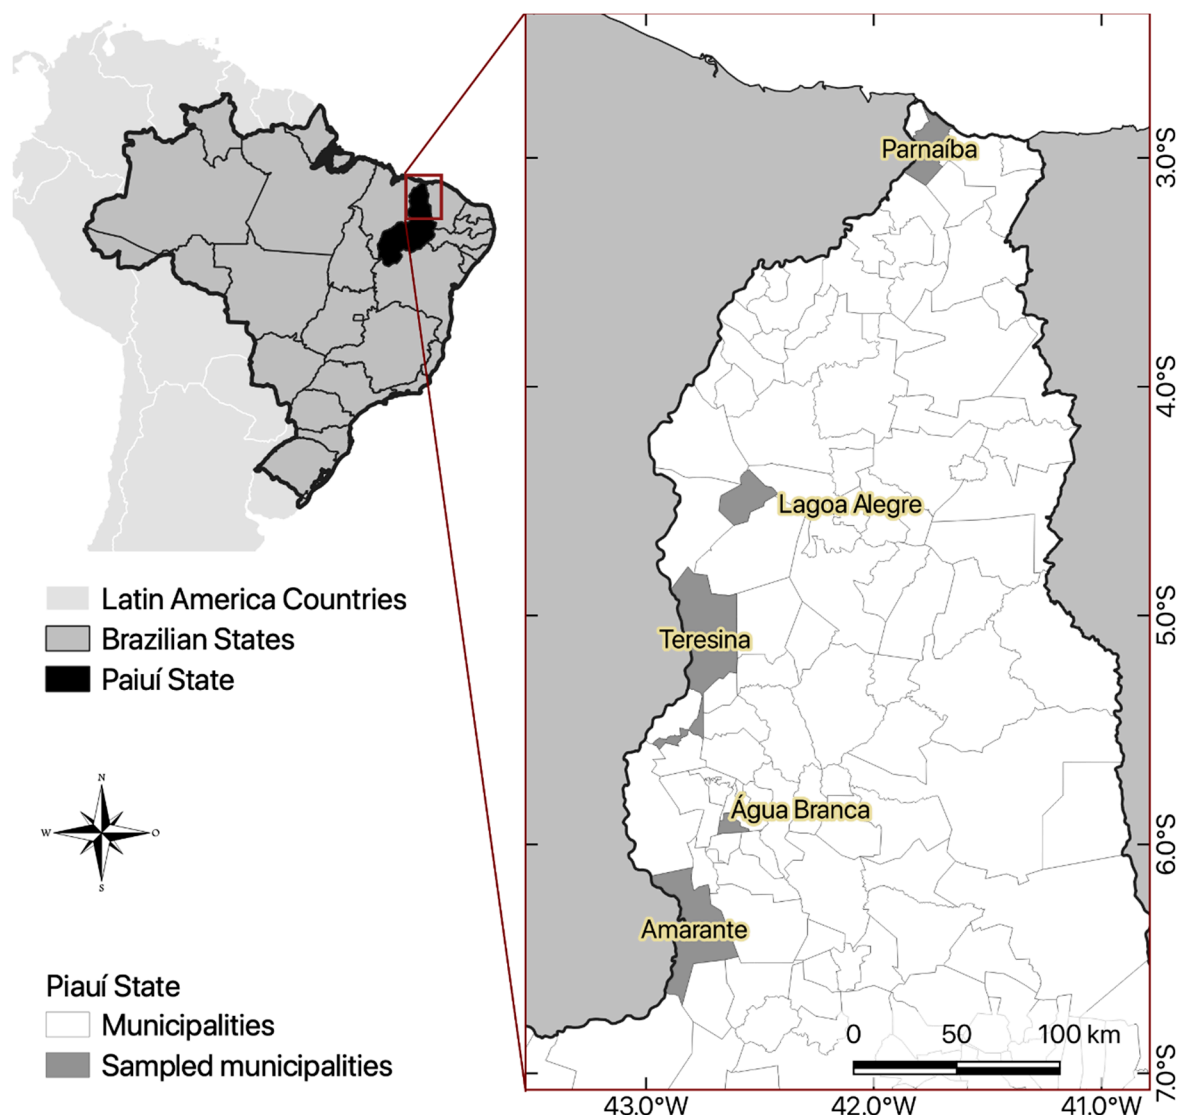 Latin America Countries
Brazilian States
Paiuí State
N
W
O
S
Piauí State
Municipalities
Sampled municipalities
Parnaíba
Lagoa Alegre
Teresina
Água Branca
Amarante
0 50 100 km
3.0°S
4.0°S
5.0°S
6.0°S
7.0°S
43.0°W 42.0°W 41.0°W